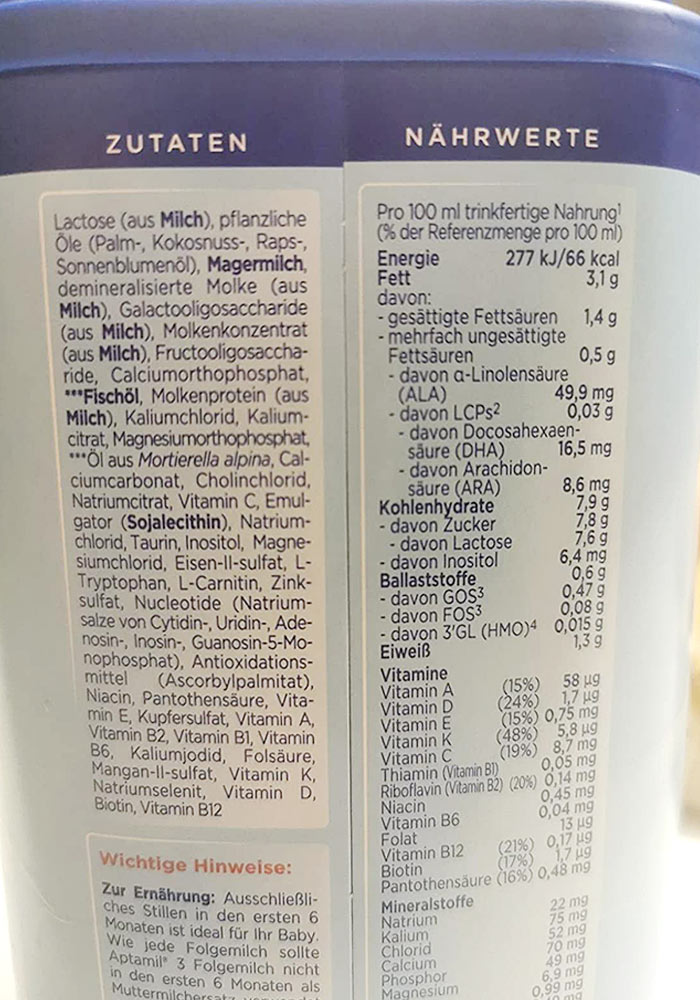 ZUTATEN
Lactose (aus Milch), pflanzliche
Öle (Palm-, Kokosnuss-, Raps-,
Sonnenblumenöl), Magermilch,
demineralisierte Molke (aus
Milch), Galactooligosaccharide
(aus Milch), Molkenkonzentrat
(aus Milch), Fructooligosaccha-
ride, Calciumorthophosphat,
***Fischöl, Molkenprotein (aus
Milch), Kaliumchlorid, Kalium-
citrat, Magnesiumorthophosphat,
***Öl aus Mortierella alpina, Cal-
ciumcarbonat, Cholinchlorid,
Natriumcitrat, Vitamin C, Emul-
gator (Sojalecithin), Natrium-
chlorid, Taurin, Inositol, Magne-
siumchlorid, Eisen-II-sulfat, L-
Tryptophan, L-Carnitin, Zink-
sulfat, Nucleotide (Natrium-
salze von Cytidin-, Uridin-, Ade-
nosin-, Inosin-, Guanosin-5-Mo-
nophosphat), Antioxidations-
mittel (Ascorbylpalmitat),
Niacin, Pantothensäure, Vita-
min E, Kupfersulfat, Vitamin A,
Vitamin B2, Vitamin B1, Vitamin
B6, Kaliumjodid, Folsäure,
Mangan-II-sulfat, Vitamin K,
Natriumselenit, Vitamin D,
Biotin, Vitamin B12
Wichtige Hinweise:
Zur Ernährung: Ausschließli-
ches Stillen in den ersten 6
Monaten ist ideal für Ihr Baby.
Wie jede Folgemilch sollte
Aptamil® 3 Folgemilch nicht
in den ersten 6 Monaten als
Muttermilchersatz
NÄHRWERTE
Pro 100 ml trinkfertige Nahrung¹
(% der Referenzmenge pro 100 ml)
Energie 277 kJ/66 kcal
Fett 3,1 g
davon:
- gesättigte Fettsäuren 1,4 g
- mehrfach ungesättigte
Fettsäuren 0,5 g
- davon α-Linolensäure
(ALA) 49,9 mg
- davon LCPs² 0,03 g
- davon Docosahexaen-
säure (DHA) 16,5 mg
- davon Arachidon-
säure (ARA) 8,6 mg
Kohlenhydrate 7,9 g
- davon Zucker 7,8 g
- davon Lactose 7,6 g
- davon Inositol 6,4 mg
Ballaststoffe 0,6 g
- davon GOS³ 0,47 g
- davon FOS³ 0,08 g
- davon 3'GL (HMO)⁴ 0,015 g
Eiweiß 1,3 g
Vitamine
Vitamin A (15%) 58 µg
Vitamin D (24%) 1,7 µg
Vitamin E (15%) 0,75 mg
Vitamin K (48%) 5,8 µg
Vitamin C (19%) 8,7 mg
Thiamin (Vitamin B1) 0,05 mg
Riboflavin (Vitamin B2) (20%) 0,14 mg
Niacin 0,45 mg
Vitamin B6 0,04 mg
Folat 13 µg
Vitamin B12 (21%) 0,17 µg
Biotin (17%) 1,7 µg
Pantothensäure (16%) 0,48 mg
Mineralstoffe
Natrium 22 mg
Kalium 75 mg
Chlorid 52 mg
Calcium 70 mg
Phosphor 49 mg
Magnesium 6,9 mg
0,99 mg